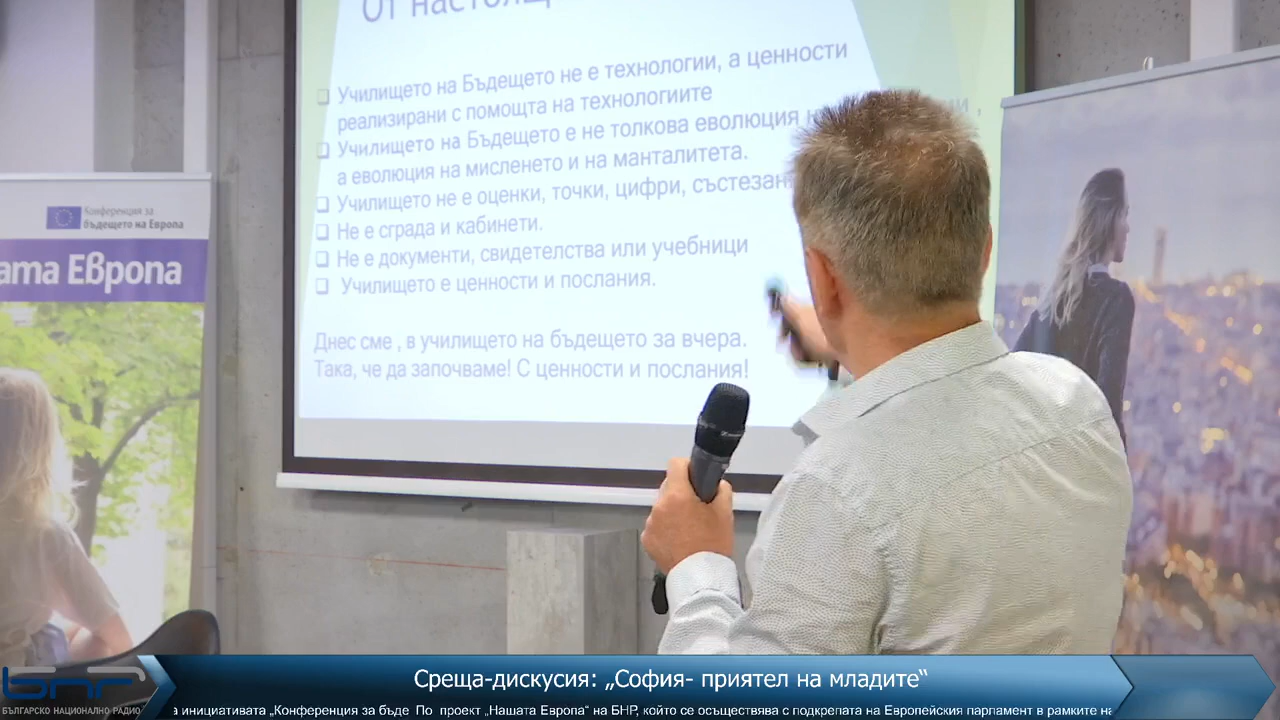 От
Училището на Бъдещето не е технологии, а ценности
реализирани с помощта на технологиите
Училището на Бъдещето е не толкова еволюция
а еволюция на мисленето и на манталитета.
Училището не е оценки, точки, цифри,
Не е сграда и кабинети.
Не е документи, свидетелства или учебници
Училището е ценности и послания.
Днес сме , в училището на бъдещето за вчера.
Така, че да започваме! С ценности и послания!
Конференция за
бъдещето на Европа
Европа
Среща-дискусия: „София- приятел на младите“
бнр
БЪЛГАРСКО НАЦИОНАЛНО РАДИО
а инициативата „Конференция за бъде По проект „Нашата Европа“ на БНР, който се осъществява с подкрепата на Европейския парламент в рамките на